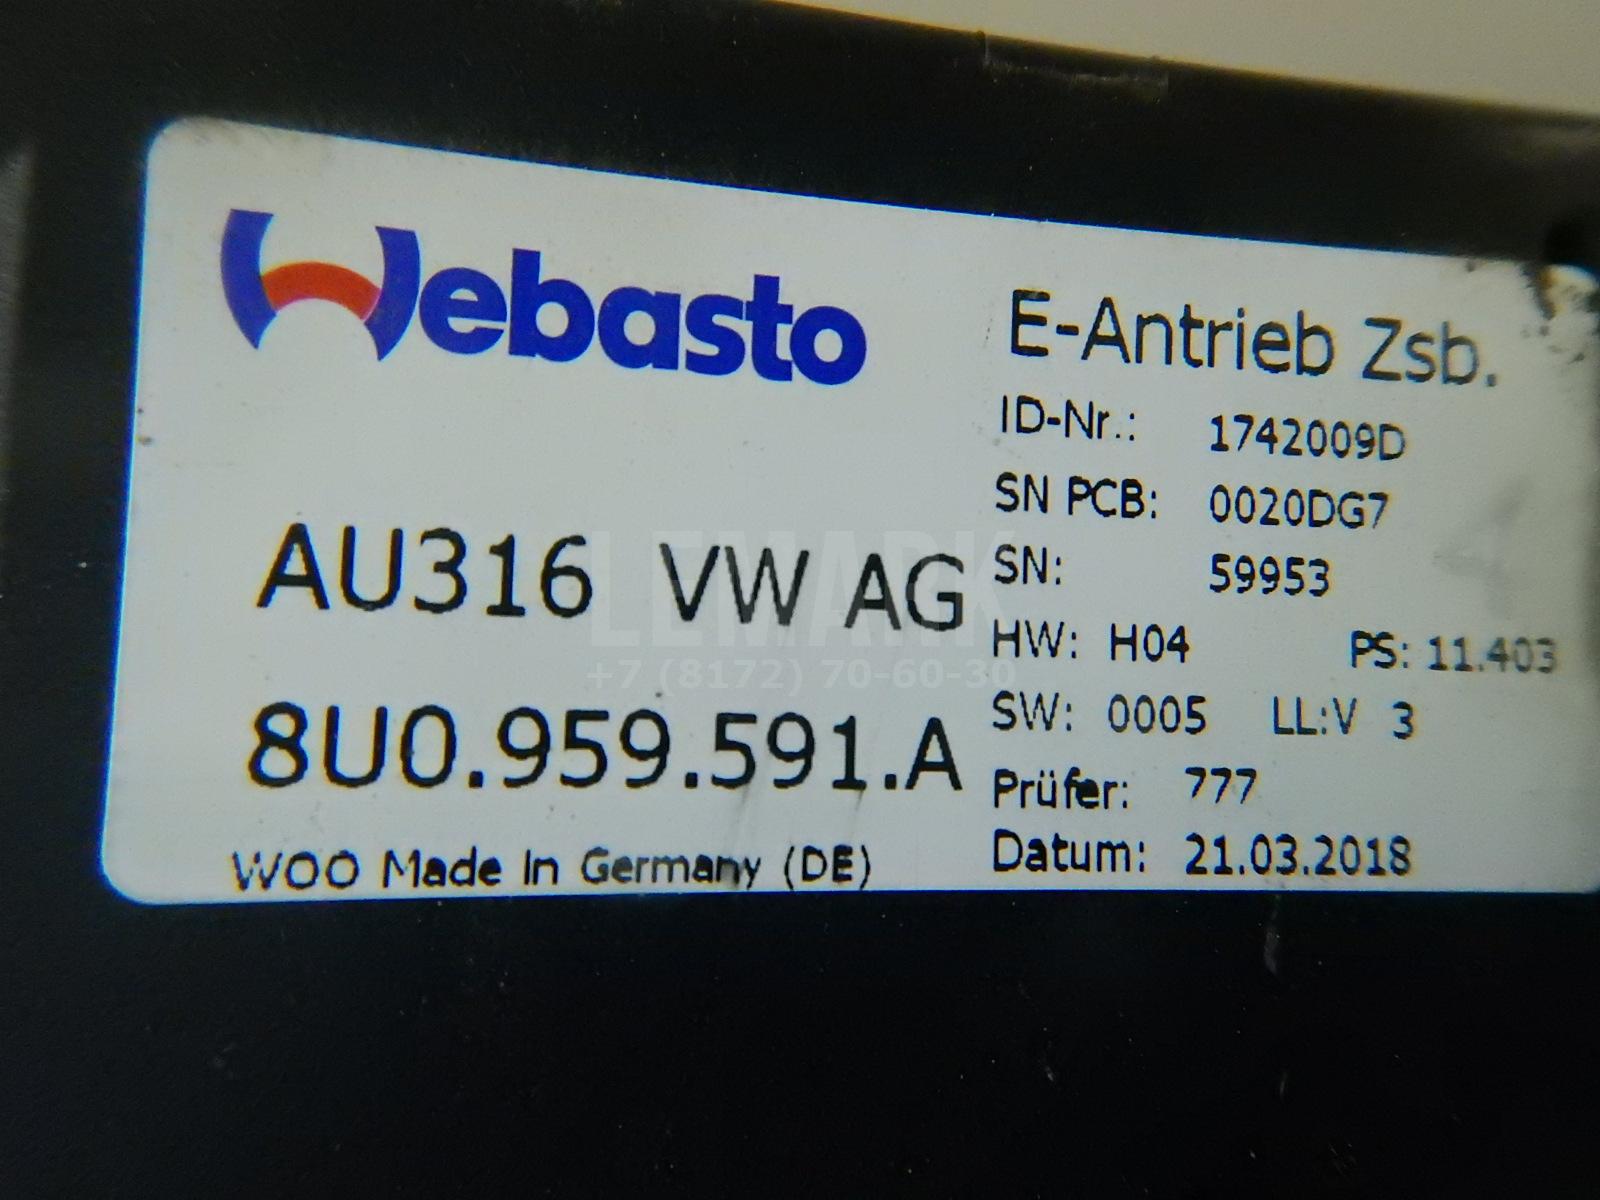 Webasto
E-Antrieb Zsb.
ID-Nr.: 1742009D
SN PCB: 0020DG7
SN: 59953
HW: H04 PS: 11.403
SW: 0005 LL:V 3
Prüfer: 777
Datum: 21.03.2018
AU316 VW AG
8U0.959.591.A
WOO Made In Germany (DE)
LEMARK
+7 (8172) 70-60-30